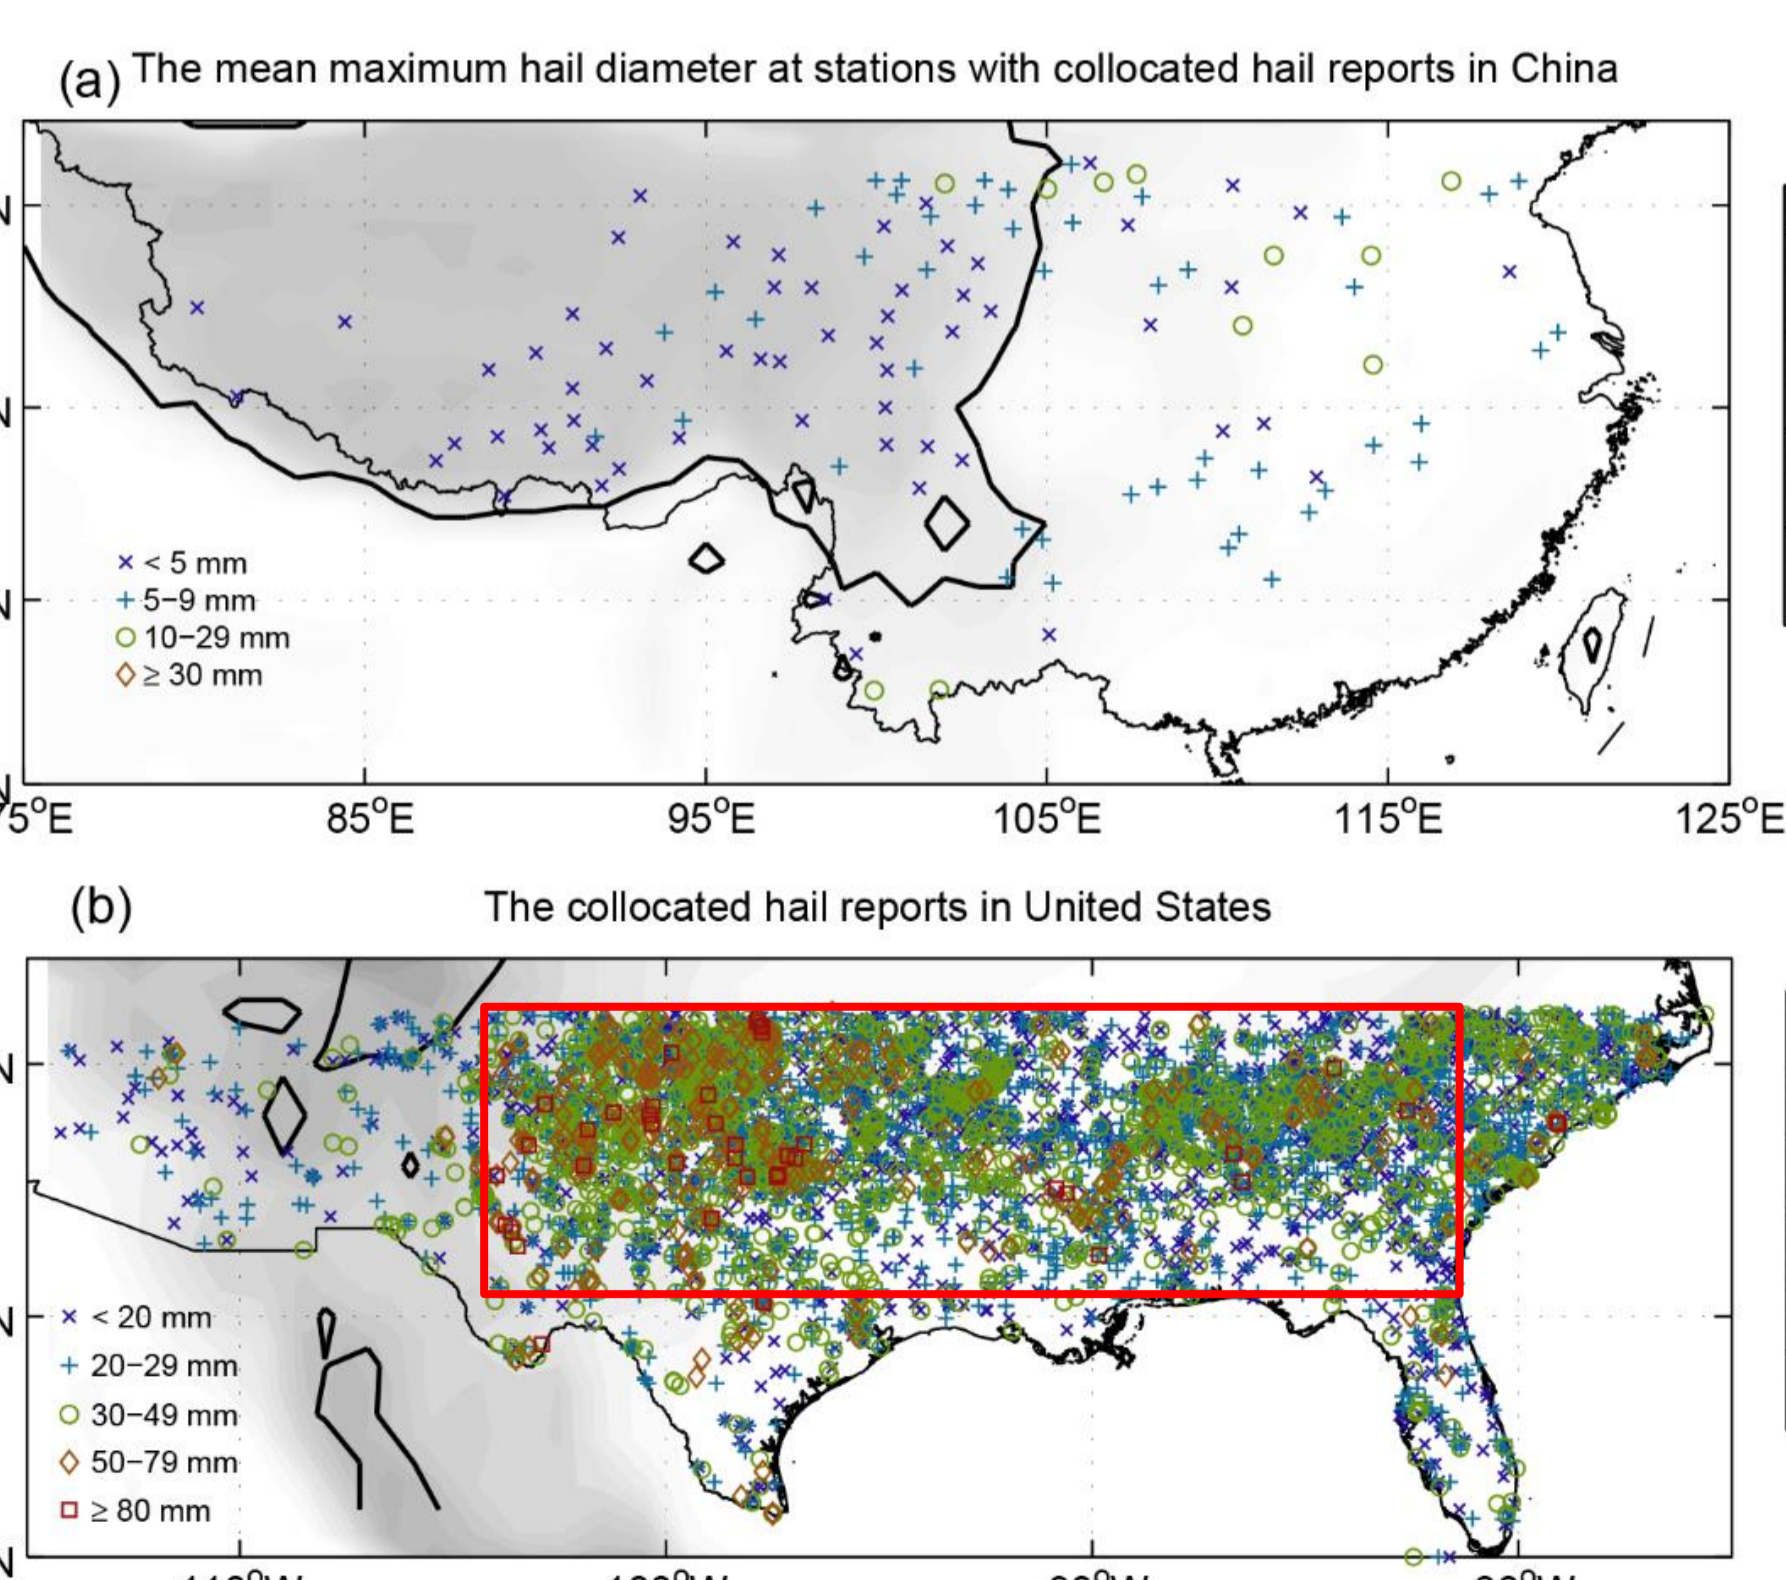 (a) The mean maximum hail diameter at stations with collocated hail reports in China
N
N
× < 5 mm
+ 5−9 mm
N
○ 10−29 mm
◇ ≥ 30 mm
N
5°E 85°E 95°E 105°E 115°E 125°E
(b) The collocated hail reports in United States
N
N
× < 20 mm
+ 20−29 mm
○ 30−49 mm
◇ 50−79 mm
□ ≥ 80 mm
N